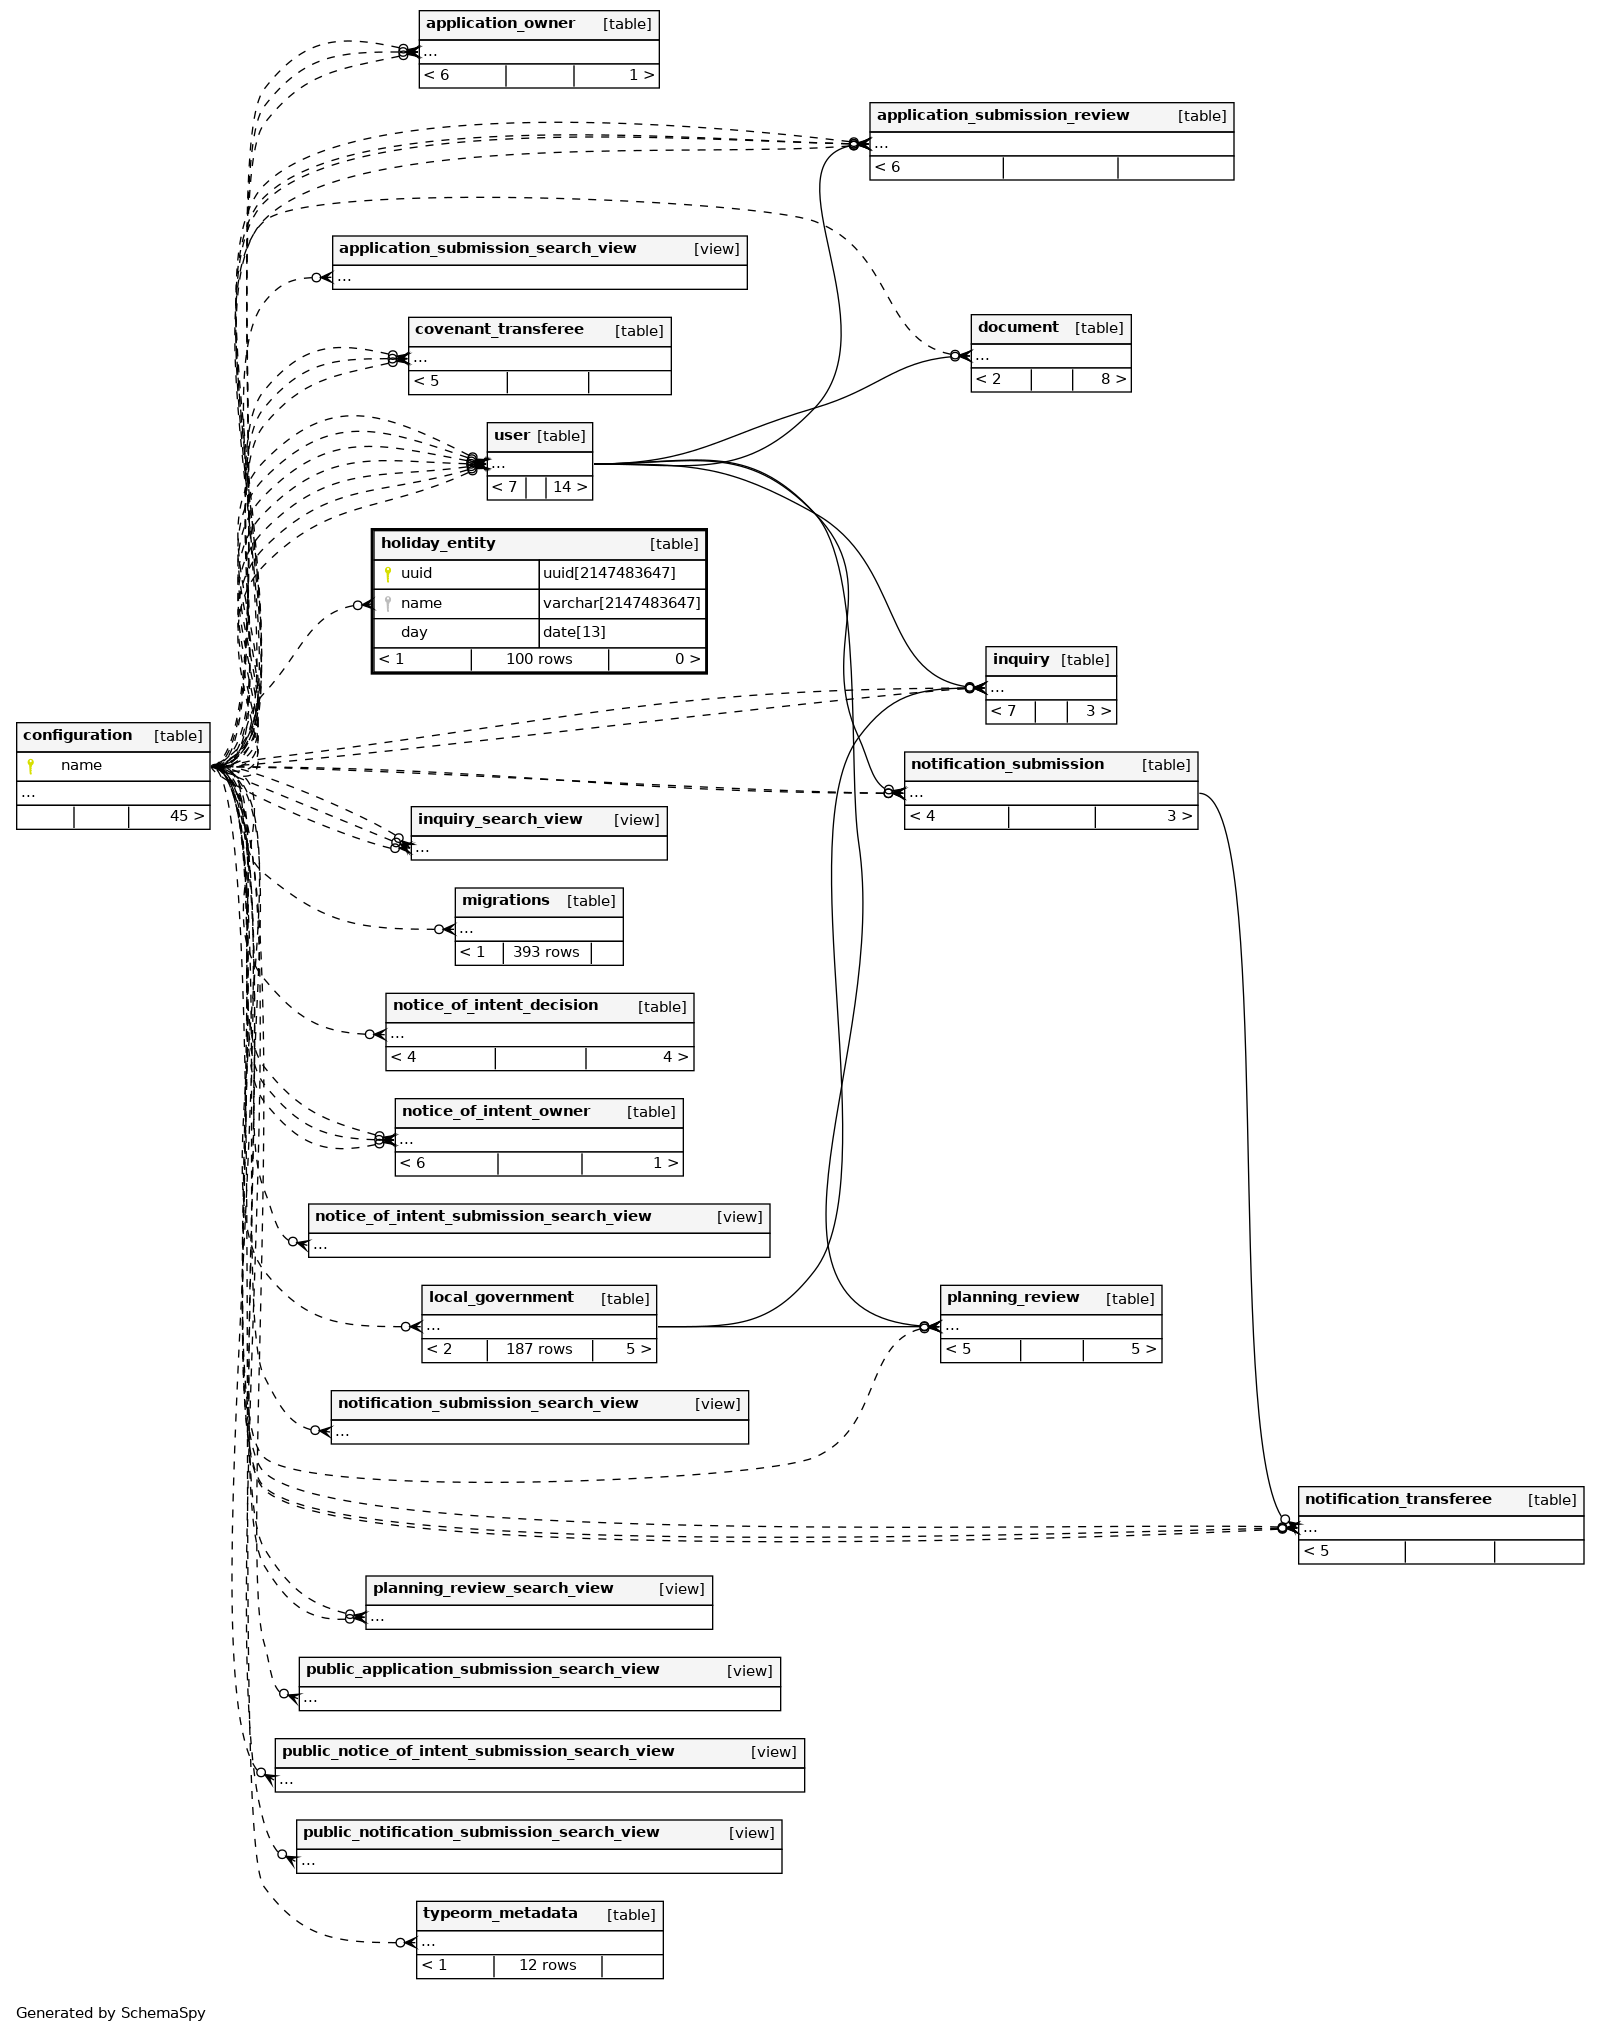 application_owner [table]
...
< 6 1 >
application_submission_review [table]
...
< 6
application_submission_search_view [view]
...
covenant_transferee [table]
...
< 5
document [table]
...
< 2 8 >
user [table]
...
< 7 14 >
holiday_entity [table]
uuid uuid[2147483647]
name varchar[2147483647]
day date[13]
< 1 100 rows 0 >
inquiry [table]
...
< 7 3 >
configuration [table]
name
...
45 >
notification_submission [table]
...
< 4 3 >
inquiry_search_view [view]
...
migrations [table]
...
< 1 393 rows
notice_of_intent_decision [table]
...
< 4 4 >
notice_of_intent_owner [table]
...
< 6 1 >
notice_of_intent_submission_search_view [view]
...
local_government [table]
...
< 2 187 rows 5 >
planning_review [table]
...
< 5 5 >
notification_submission_search_view [view]
...
notification_transferee [table]
...
< 5
planning_review_search_view [view]
...
public_application_submission_search_view [view]
...
public_notice_of_intent_submission_search_view [view]
...
public_notification_submission_search_view [view]
...
typeorm_metadata [table]
...
< 1 12 rows
Generated by SchemaSpy